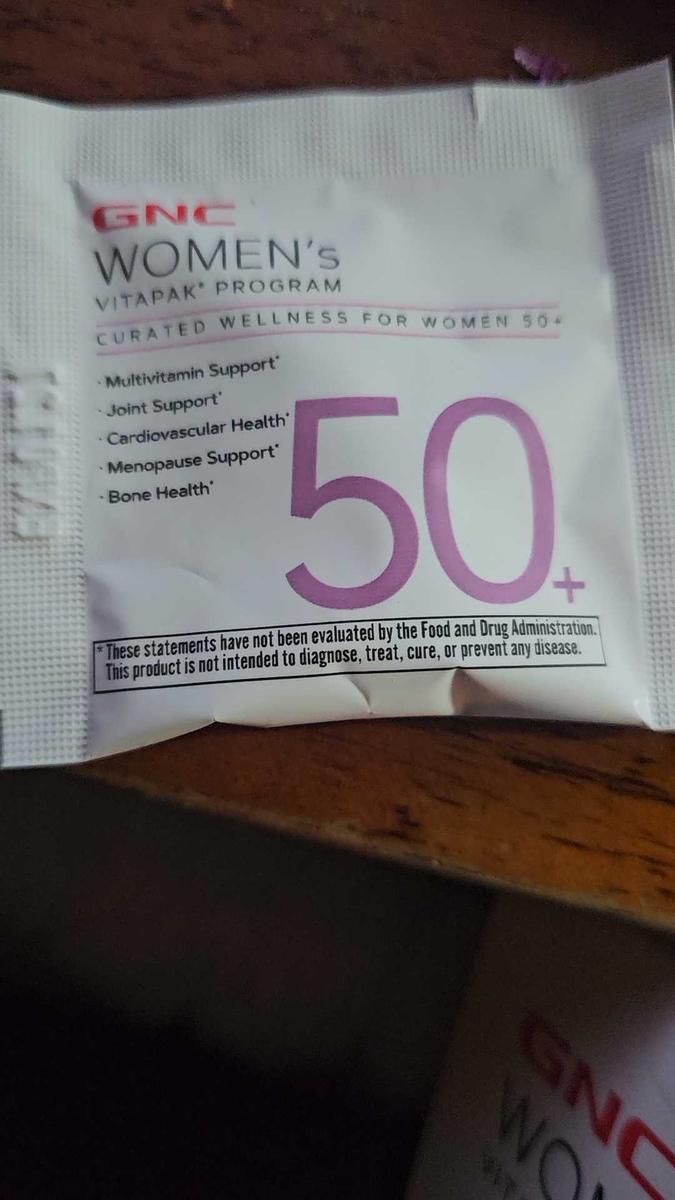 GNC
WOMEN's
VITAPAK* PROGRAM
CURATED WELLNESS FOR WOMEN 50+
· Multivitamin Support*
· Joint Support*
· Cardiovascular Health*
· Menopause Support*
· Bone Health*
50+
* These statements have not been evaluated by the Food and Drug Administration.
This product is not intended to diagnose, treat, cure, or prevent any disease.
GNC
WO